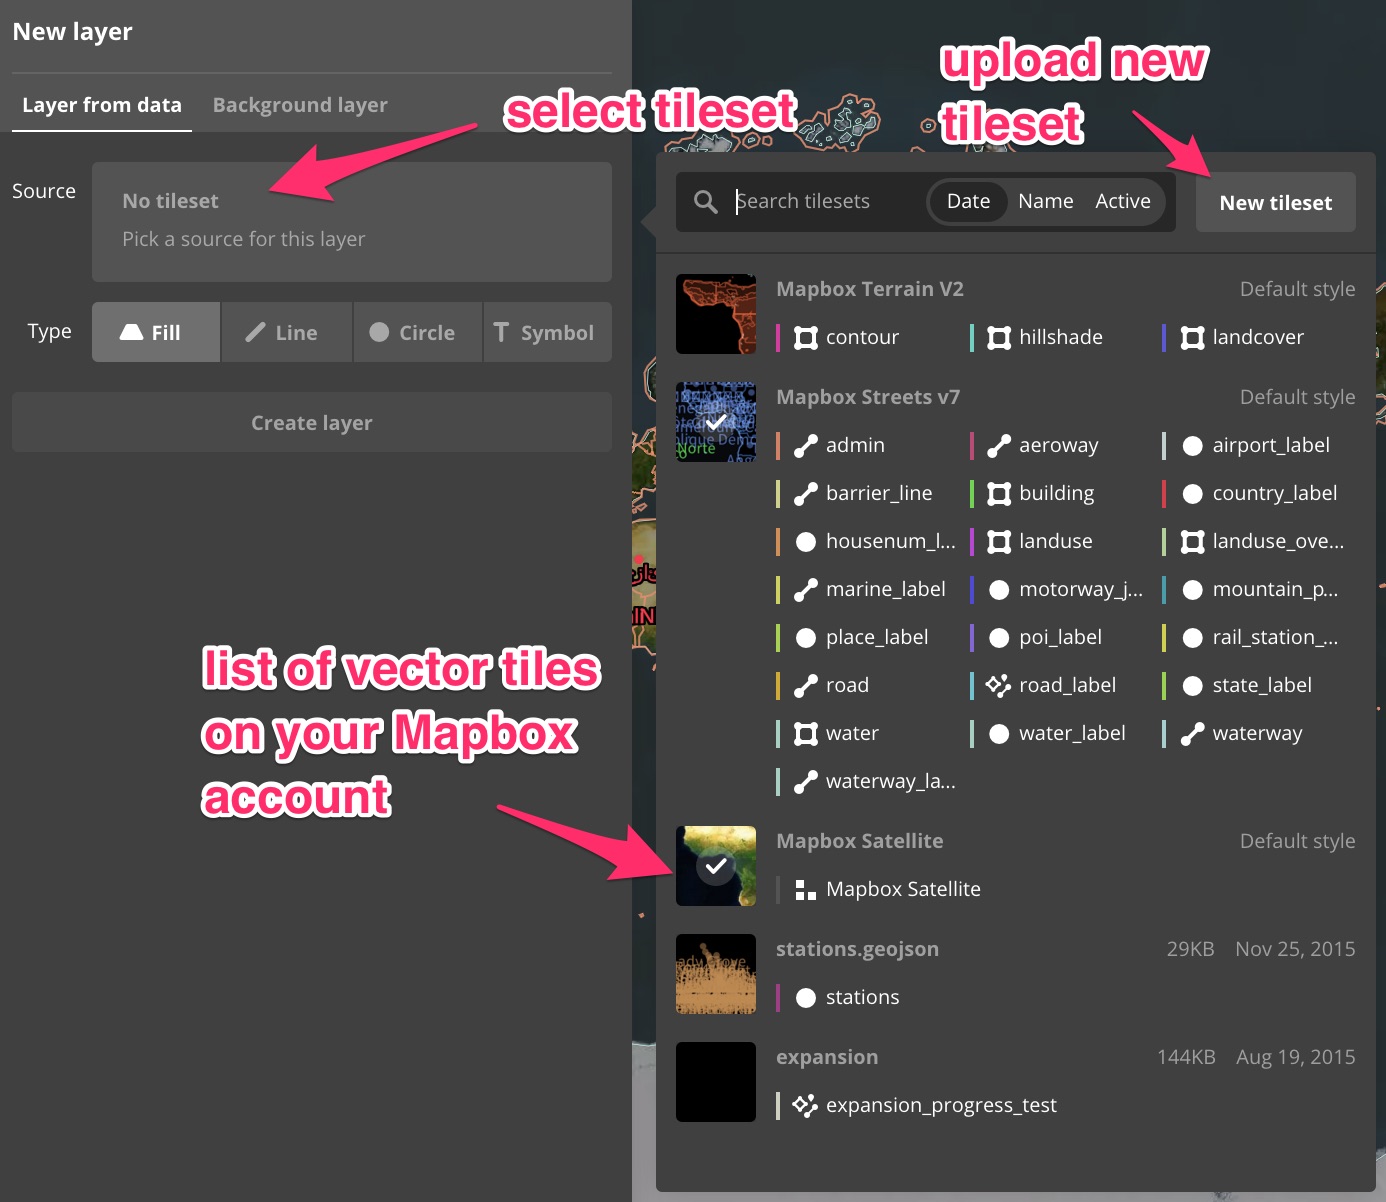 New layer
Layer from data Background layer
select tileset
upload new
tileset
Source
No tileset
Pick a source for this layer
Type
Fill Line Circle Symbol
Create layer
list of vector tiles
on your Mapbox
account
Search tilesets Date Name Active New tileset
Mapbox Terrain V2 Default style
contour hillshade landcover
Mapbox Streets v7 Default style
admin aeroway airport_label
barrier_line building country_label
housenum_l... landuse landuse_ove...
marine_label motorway_j... mountain_p...
place_label poi_label rail_station_...
road road_label state_label
water water_label waterway
waterway_la...
Mapbox Satellite Default style
Mapbox Satellite
stations.geojson 29KB Nov 25, 2015
stations
expansion 144KB Aug 19, 2015
expansion_progress_test
Norte